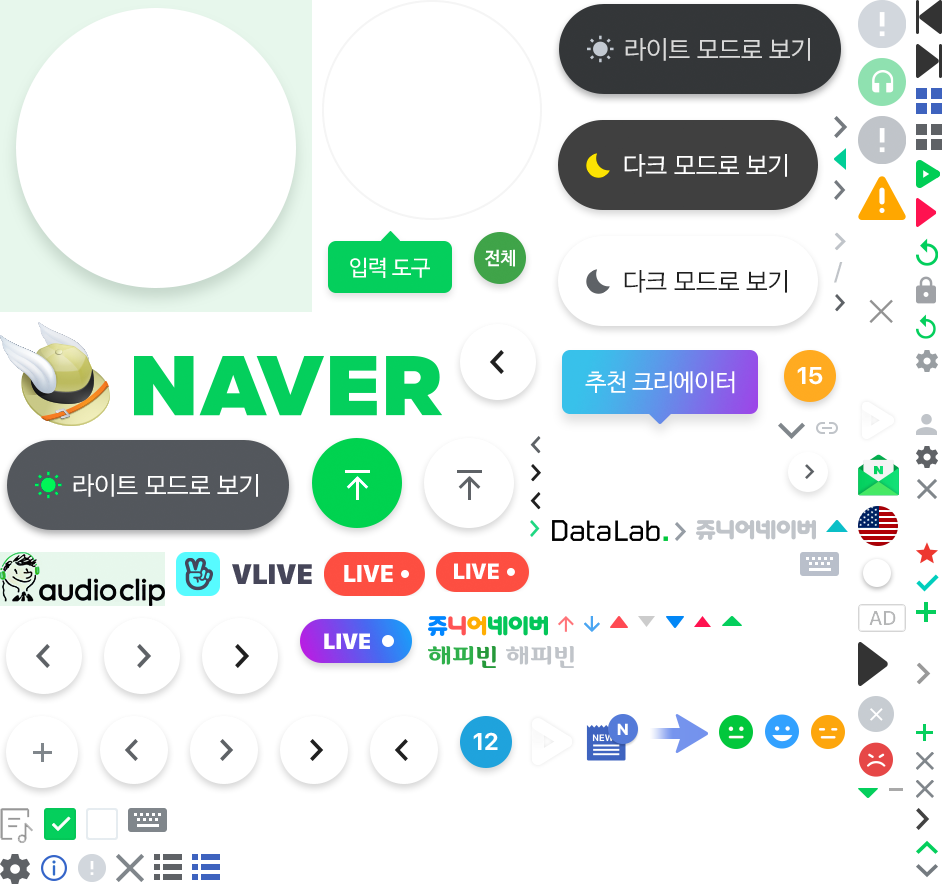 라이트 모드로 보기
다크 모드로 보기
입력 도구
전체
다크 모드로 보기
NAVER
추천 크리에이터
15
라이트 모드로 보기
N
DataLab.
쥬니어네이버
audioclip
VLIVE
LIVE
LIVE
AD
LIVE
쥬니어네이버
해피빈
해피빈
12
NEW
N